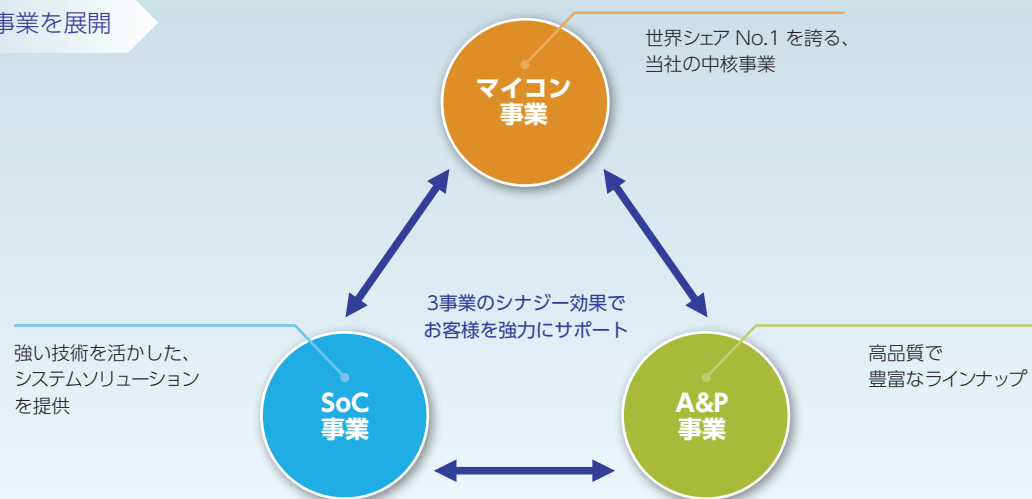 事業を展開
世界シェア No.1 を誇る、
当社の中核事業
マイコン
事業
3事業のシナジー効果で
お客様を強力にサポート
強い技術を活かした、
システムソリューション
を提供
高品質で
豊富なラインナップ
SoC
事業
A&P
事業